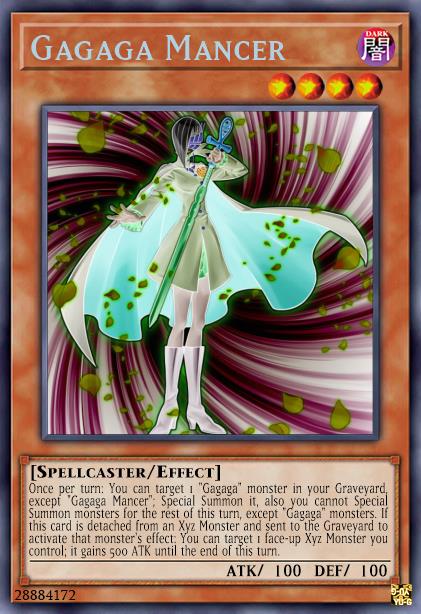 Gagaga Mancer
DARK
闇
[Spellcaster/Effect]
Once per turn: You can target 1 "Gagaga" monster in your Graveyard,
except "Gagaga Mancer"; Special Summon it, also you cannot Special
Summon monsters for the rest of this turn, except "Gagaga" monsters. If
this card is detached from an Xyz Monster and sent to the Graveyard to
activate that monster's effect: You can target 1 face-up Xyz Monster you
control; it gains 500 ATK until the end of this turn.
ATK/ 100 DEF/ 100
28884172